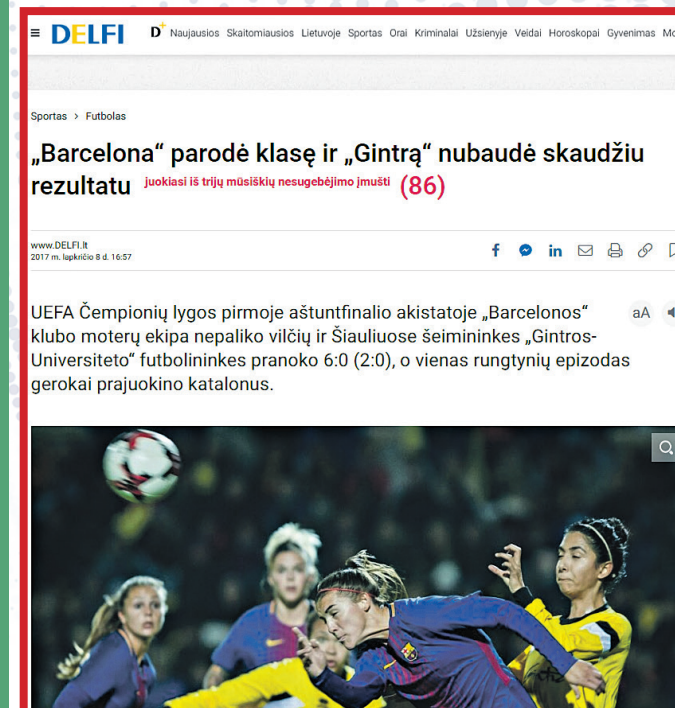 DELFI D+ Naujausios Skaitomiausios Lietuvoje Sportas Orai Kriminalai Užsienyje Veidai Horoskopai Gyvenimas
Sportas > Futbolas
„Barcelona“ parodė klasę ir „Gintrą“ nubaudė skaudžiu
rezultatu juokiasi iš trijų mūsiškių nesugebėjimo įmušti (86)
www.DELFI.lt
2017 m. lapkričio 8 d. 16:57
UEFA Čempionių lygos pirmoje aštuntfinalio akistatoje „Barcelonos“
aA
klubo moterų ekipa nepaliko vilčių ir Šiauliuose šeimininkes „Gintros-
Universiteto“ futbolininkes pranoko 6:0 (2:0), o vienas rungtynių epizodas
gerokai prajuokino katalonus.